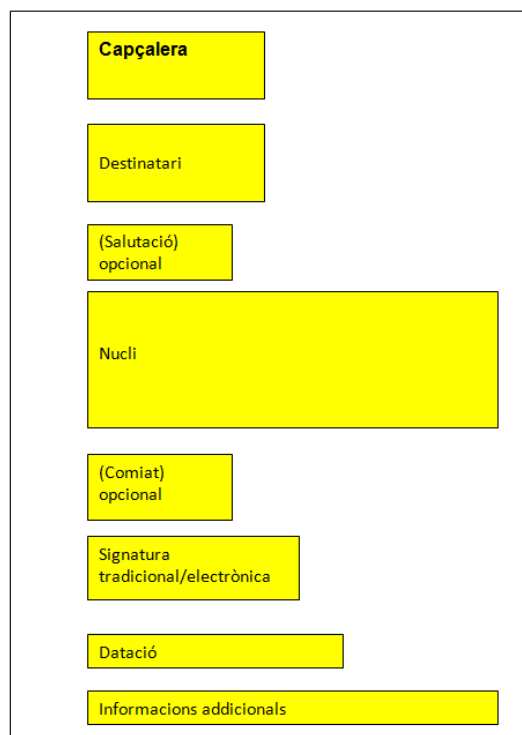 Capçalera
Destinatari
(Salutació)
opcional
Nucli
(Comiat)
opcional
Signatura
tradicional/electrònica
Datació
Informacions addicionals